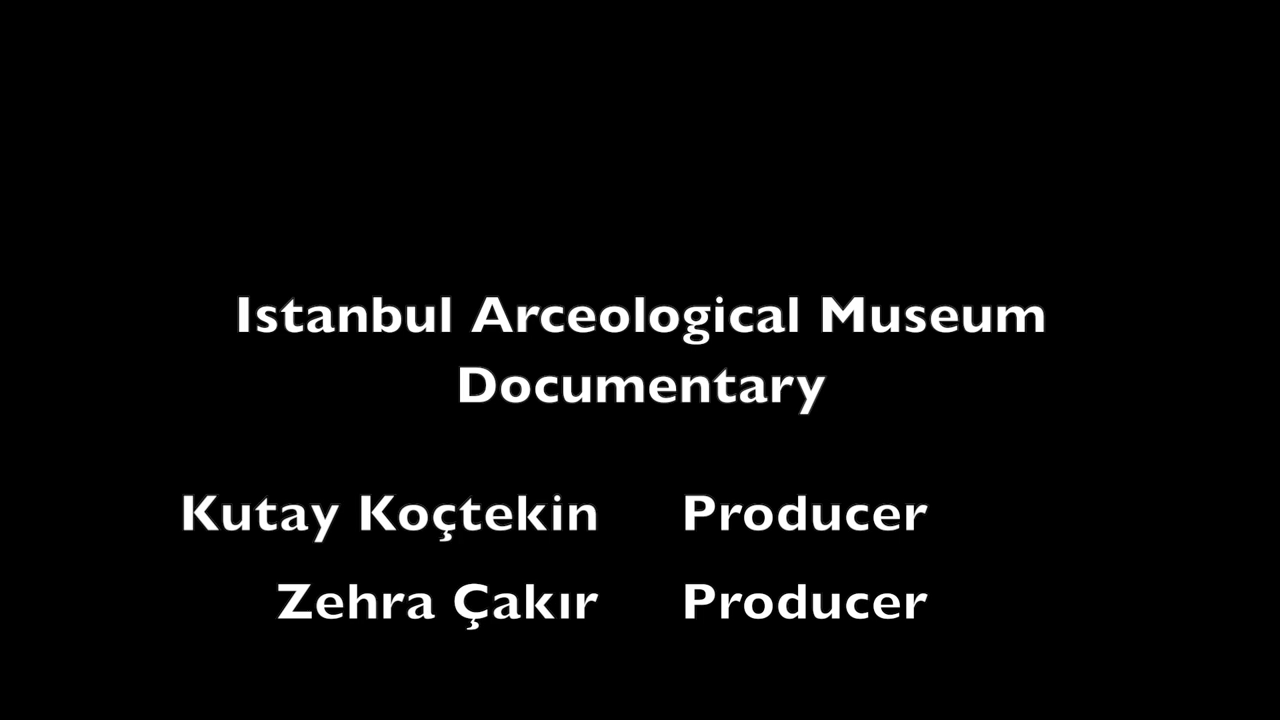 Istanbul Arceological Museum
Documentary
Kutay Koçtekin Producer
Zehra Çakır Producer